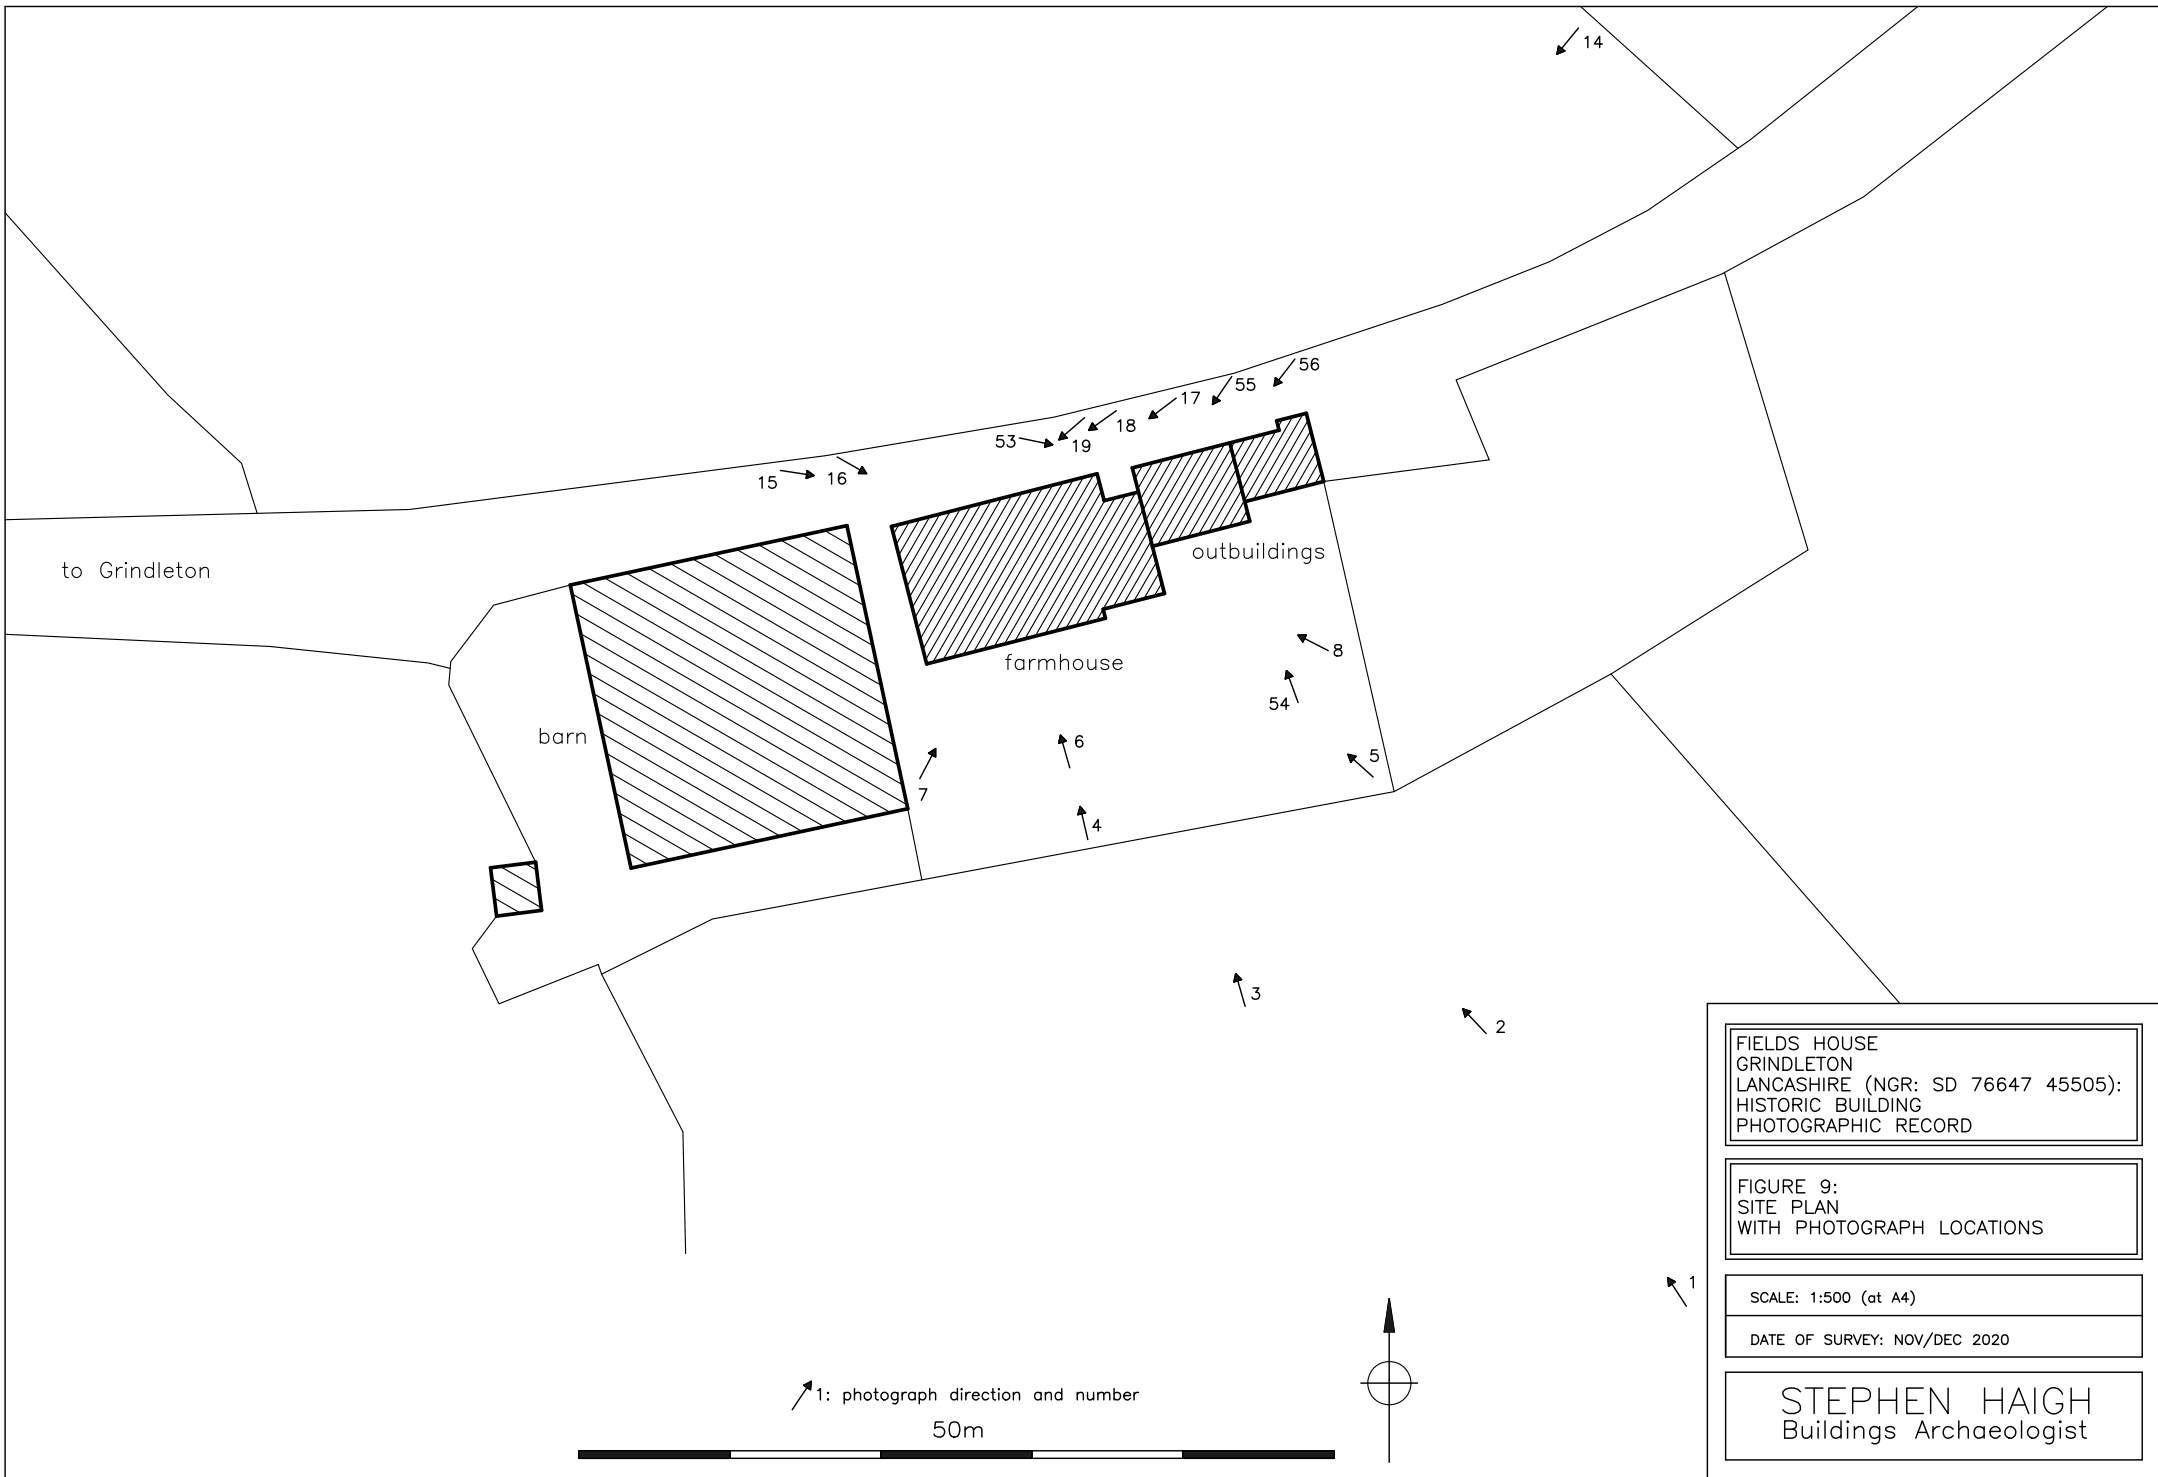 14
56
55
17
18
53
19
15
16
to Grindleton
outbuildings
8
farmhouse
54
barn
6
5
7
4
3
2
1
FIELDS HOUSE
GRINDLETON
LANCASHIRE (NGR: SD 76647 45505):
HISTORIC BUILDING
PHOTOGRAPHIC RECORD
FIGURE 9:
SITE PLAN
WITH PHOTOGRAPH LOCATIONS
SCALE: 1:500 (at A4)
DATE OF SURVEY: NOV/DEC 2020
STEPHEN HAIGH
Buildings Archaeologist
1: photograph direction and number
50m